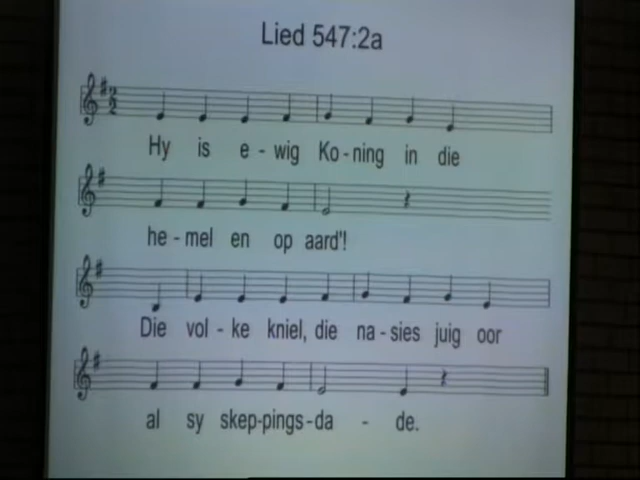 Lied 547:2a
Hy is e - wig Ko - ning in die
he - mel en op aard'!
Die vol - ke kniel, die na - sies juig oor
al sy skep-pings-da - de.